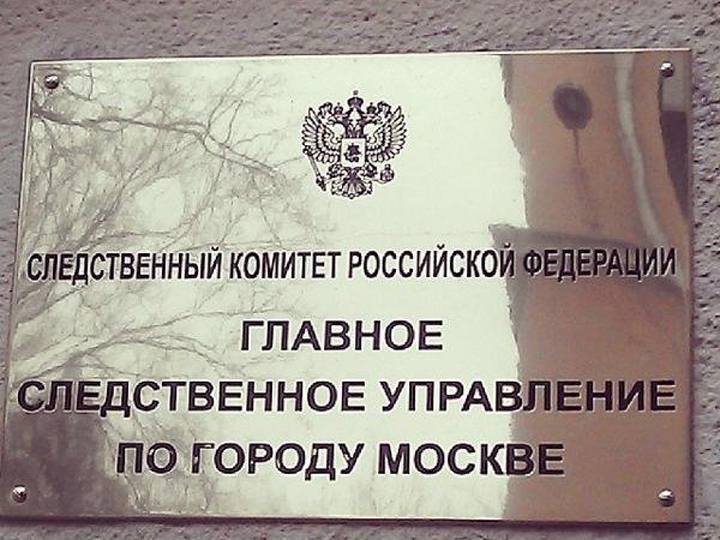 СЛЕДСТВЕННЫЙ КОМИТЕТ РОССИЙСКОЙ ФЕДЕРАЦИИ
ГЛАВНОЕ
СЛЕДСТВЕННОЕ УПРАВЛЕНИЕ
ПО ГОРОДУ МОСКВЕ